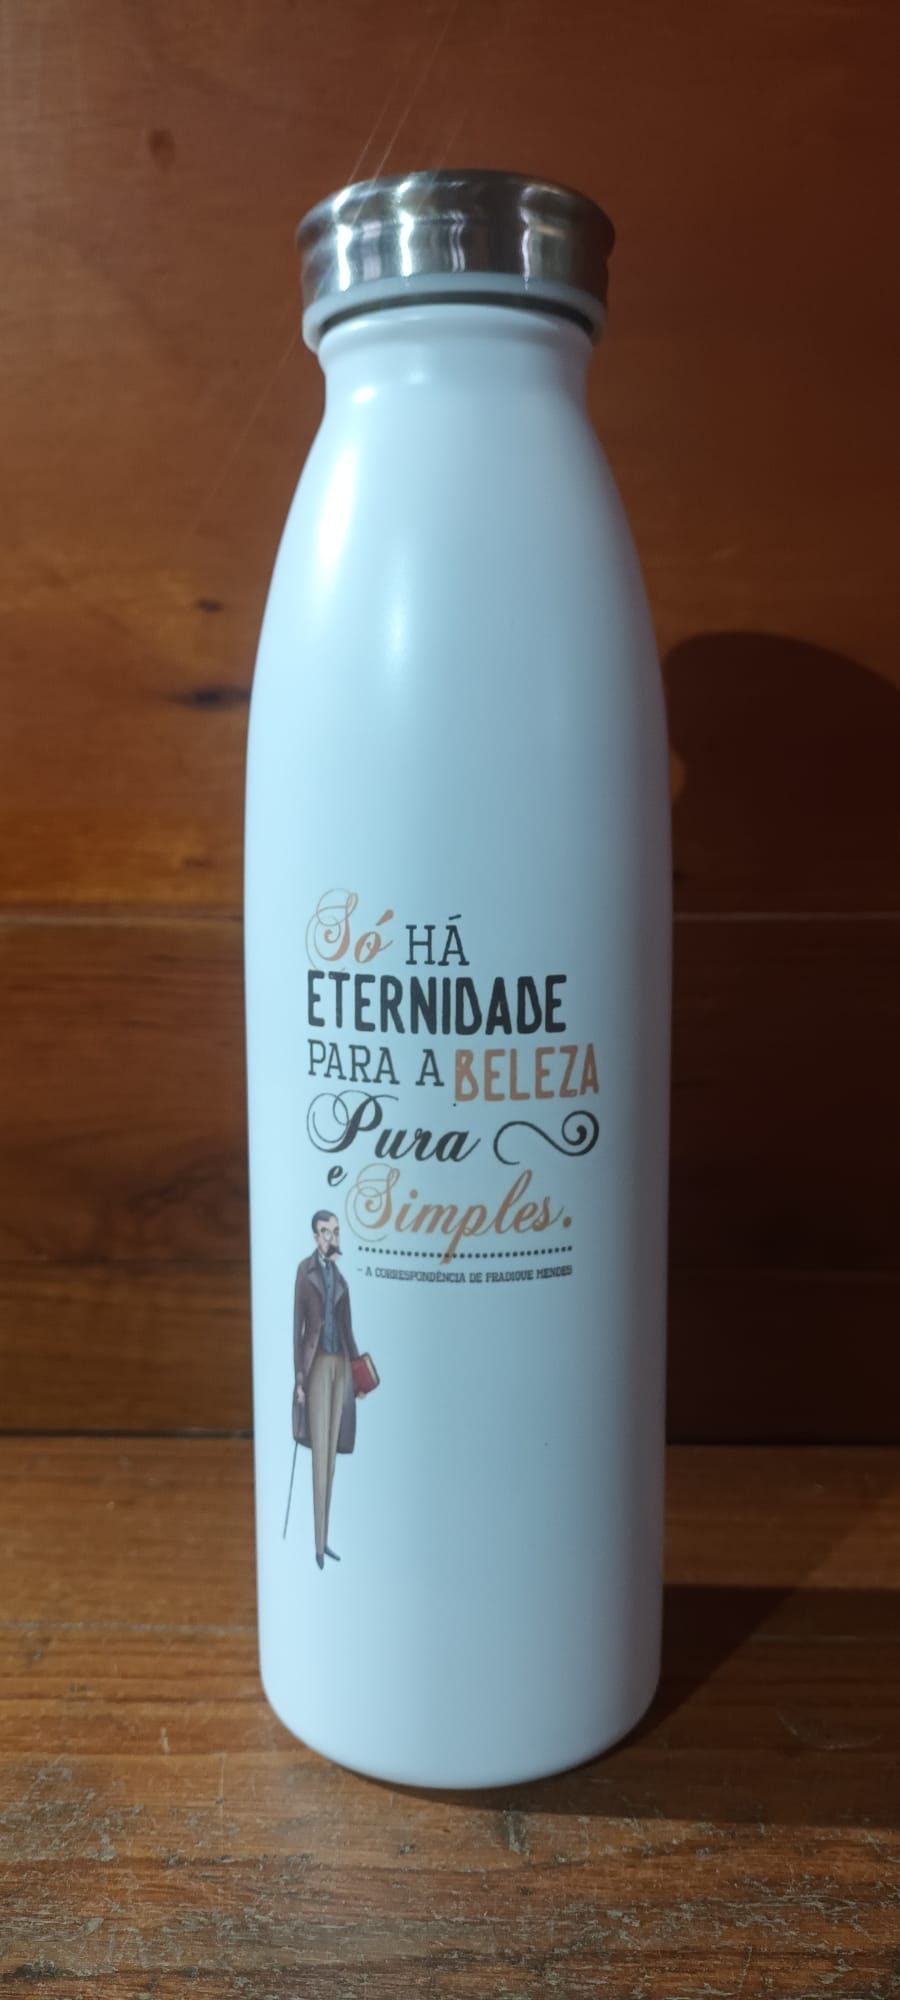 Só HÁ
ETERNIDADE
PARA A BELEZA
Pura
e Simples.
- A CORRESPONDÊNCIA DE FRADIQUE MENDES